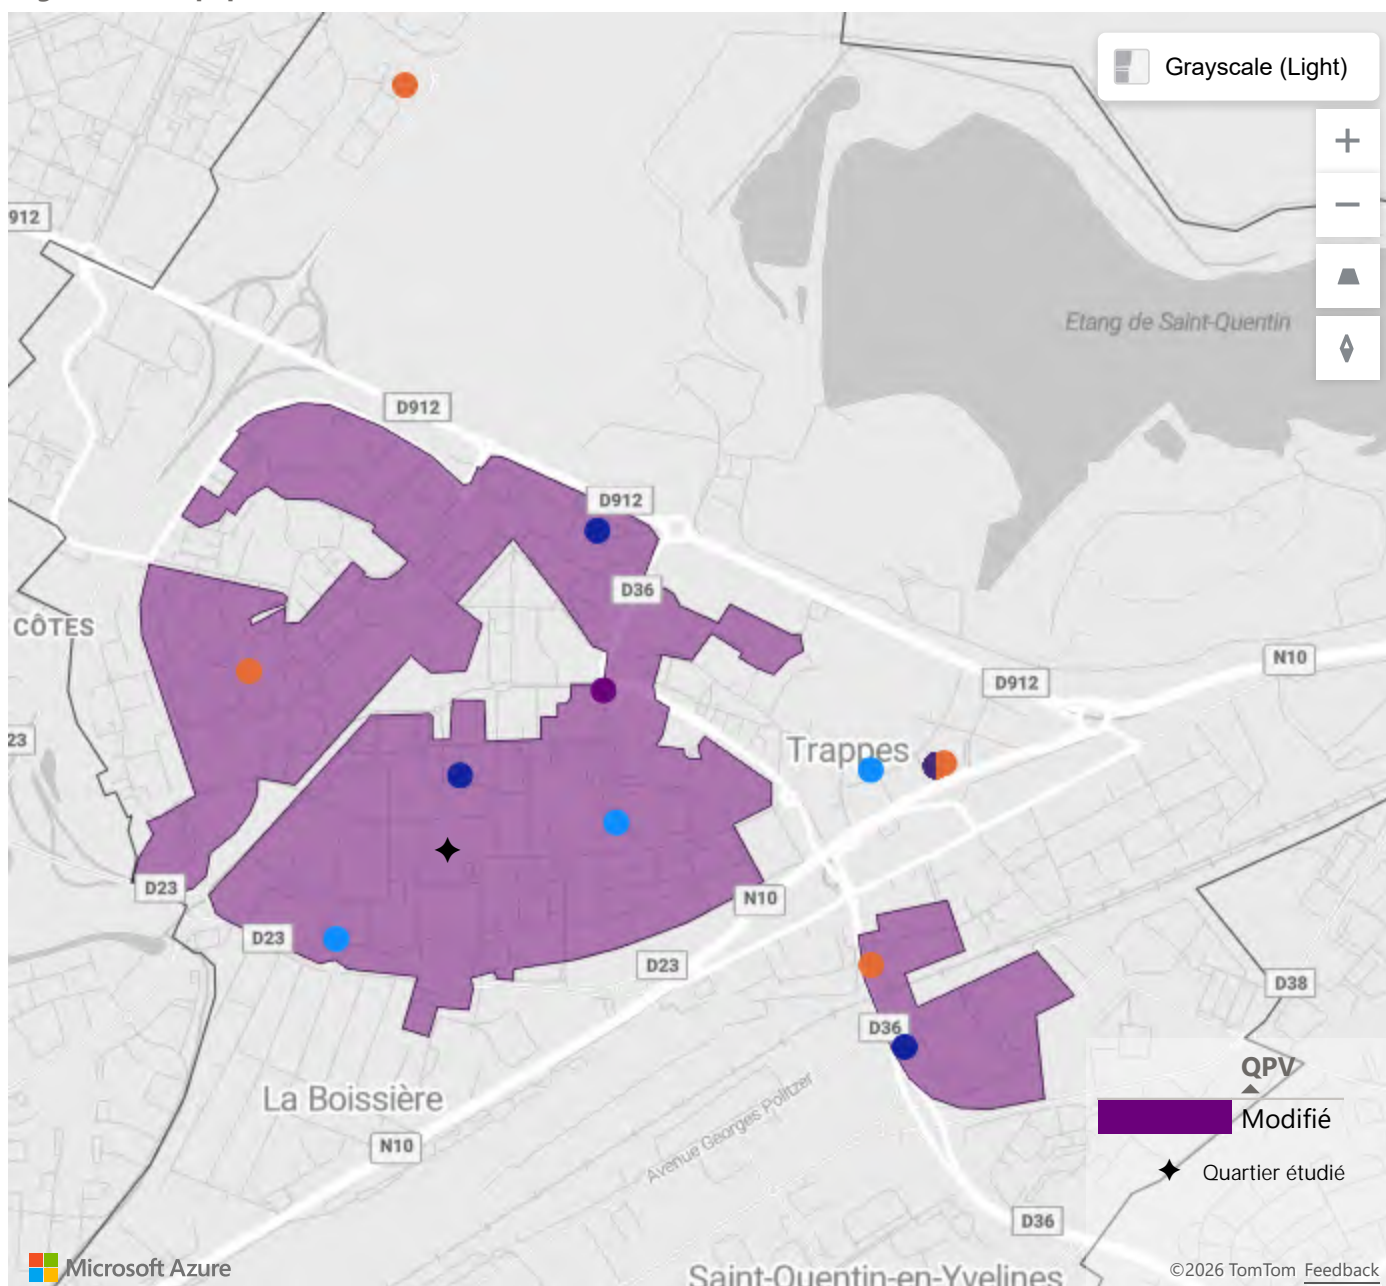 Grayscale (Light)
912
Etang de Saint-Quentin
D912
D912
D36
CÔTES
N10
D912
23
Trappes
D23
N10
D23
D23
D38
D36
QPV
La Boissière
Modifié
Avenue Georges Politzer
N10
Quartier étudié
D36
Microsoft Azure
Saint-Quentin-en-Yvelines
©2026 TomTom Feedback